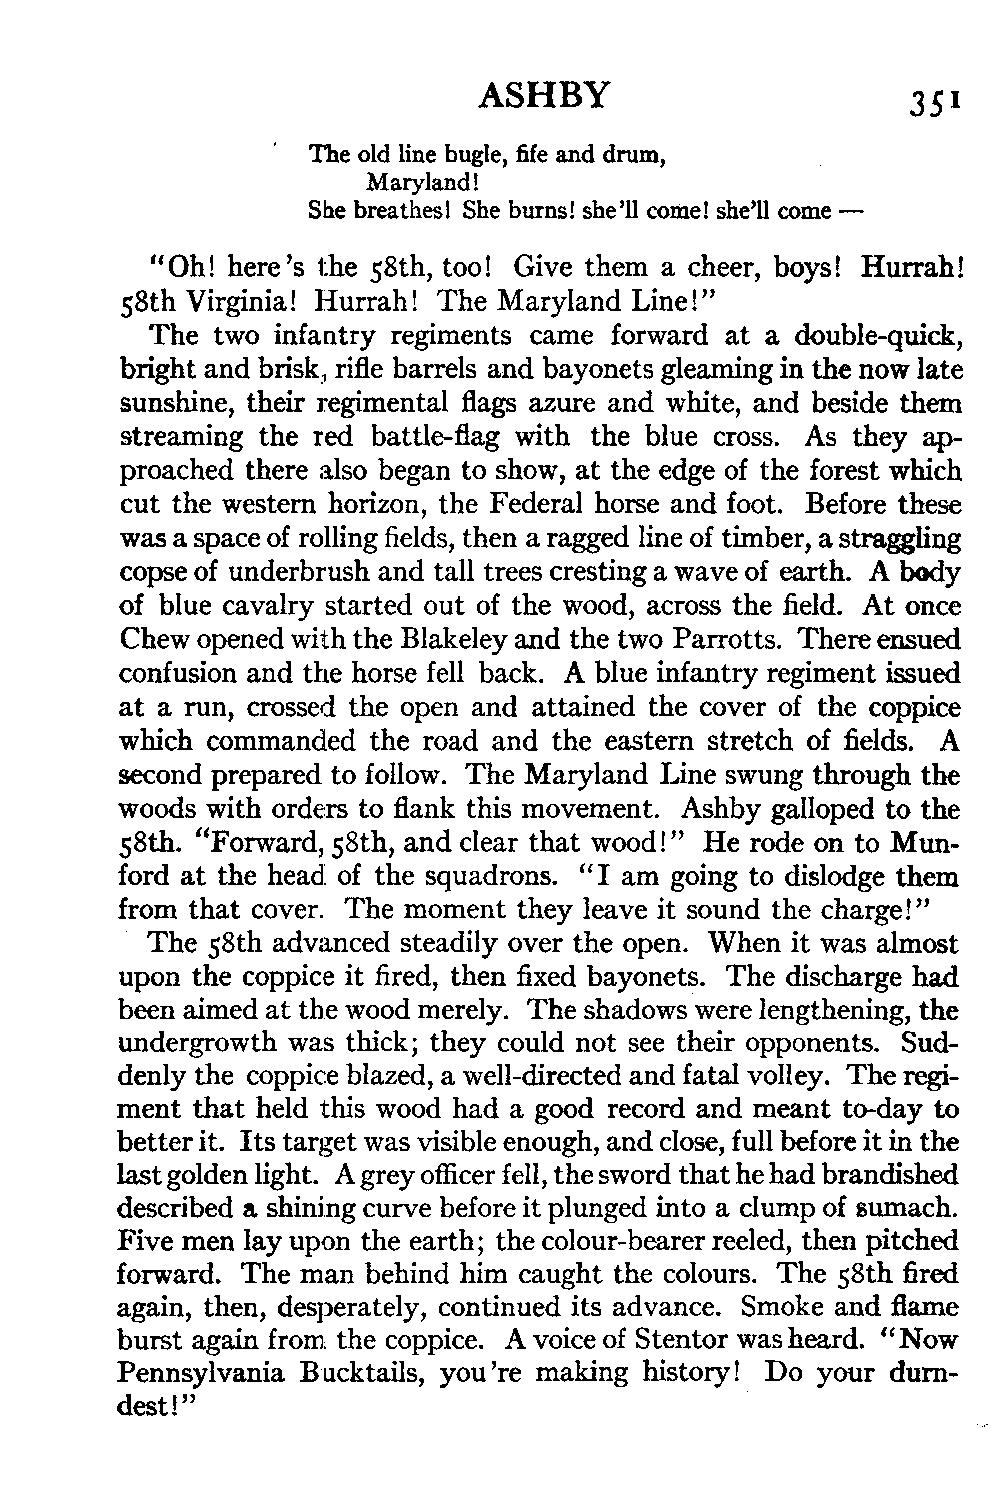 ASHBY 351
The old line bugle, fife and drum,
Maryland!
She breathes! She burns! she'll come! she'll come —
"Oh! here's the 58th, too! Give them a cheer, boys! Hurrah!
58th Virginia! Hurrah! The Maryland Line!"
The two infantry regiments came forward at a double-quick,
bright and brisk, rifle barrels and bayonets gleaming in the now late
sunshine, their regimental flags azure and white, and beside them
streaming the red battle-flag with the blue cross. As they ap-
proached there also began to show, at the edge of the forest which
cut the western horizon, the Federal horse and foot. Before these
was a space of rolling fields, then a ragged line of timber, a straggling
copse of underbrush and tall trees cresting a wave of earth. A body
of blue cavalry started out of the wood, across the field. At once
Chew opened with the Blakeley and the two Parrotts. There ensued
confusion and the horse fell back. A blue infantry regiment issued
at a run, crossed the open and attained the cover of the coppice
which commanded the road and the eastern stretch of fields. A
second prepared to follow. The Maryland Line swung through the
woods with orders to flank this movement. Ashby galloped to the
58th. "Forward, 58th, and clear that wood!" He rode on to Mun-
ford at the head of the squadrons. "I am going to dislodge them
from that cover. The moment they leave it sound the charge!"
The 58th advanced steadily over the open. When it was almost
upon the coppice it fired, then fixed bayonets. The discharge had
been aimed at the wood merely. The shadows were lengthening, the
undergrowth was thick; they could not see their opponents. Sud-
denly the coppice blazed, a well-directed and fatal volley. The regi-
ment that held this wood had a good record and meant to-day to
better it. Its target was visible enough, and close, full before it in the
last golden light. A grey officer fell, the sword that he had brandished
described a shining curve before it plunged into a clump of sumach.
Five men lay upon the earth; the colour-bearer reeled, then pitched
forward. The man behind him caught the colours. The 58th fired
again, then, desperately, continued its advance. Smoke and flame
burst again from the coppice. A voice of Stentor was heard. "Now
Pennsylvania Bucktails, you're making history! Do your durn-
dest!"